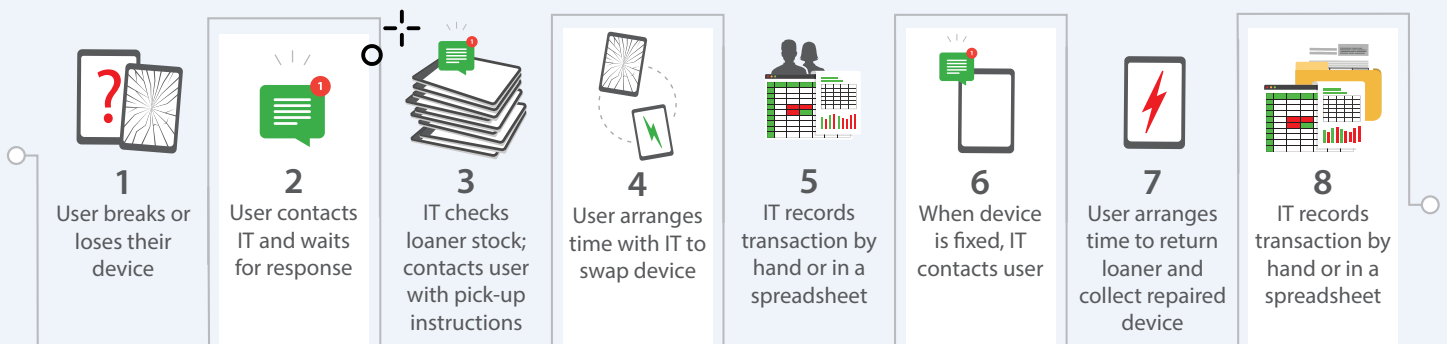 ?
1
User breaks or
loses their
device
1
2
User contacts
IT and waits
for response
1
3
IT checks
loaner stock;
contacts user
with pick-up
instructions
4
User arranges
time with IT to
swap device
5
IT records
transaction by
hand or in a
spreadsheet
1
6
When device
is fixed, IT
contacts user
7
User arranges
time to return
loaner and
collect repaired
device
8
IT records
transaction by
hand or in a
spreadsheet